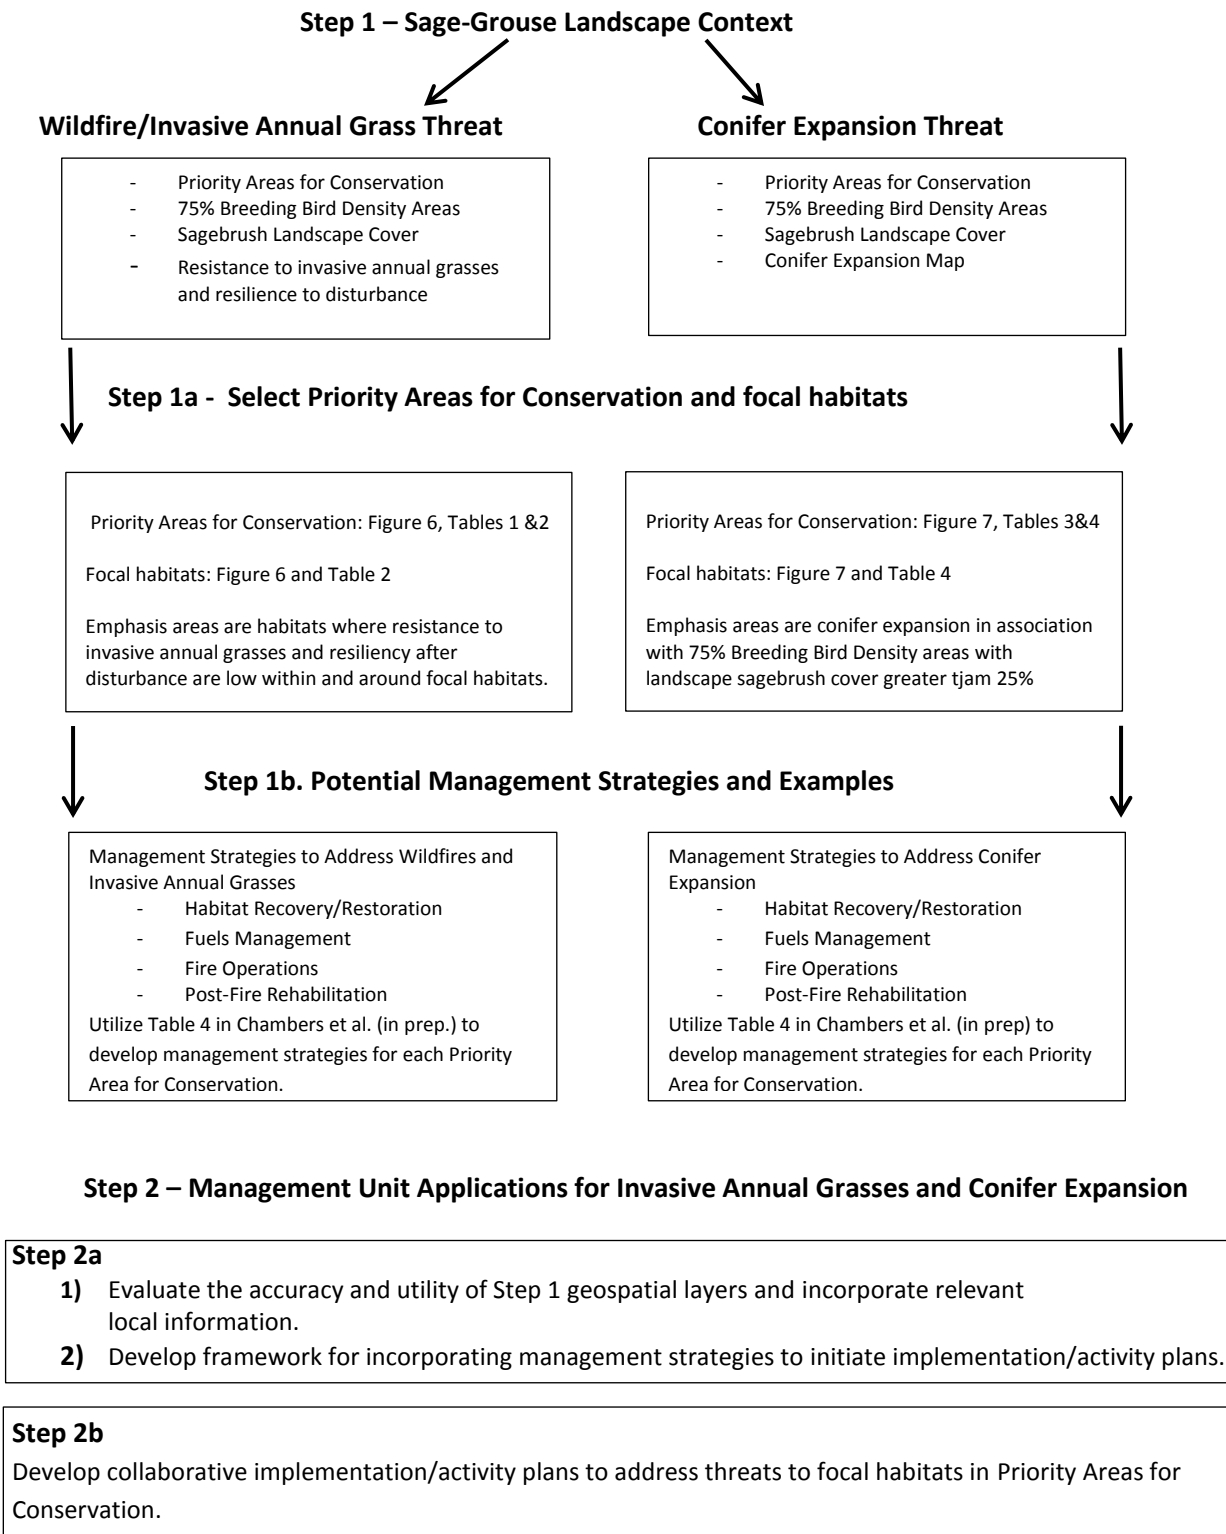 Step 1 – Sage-Grouse Landscape Context
Wildfire/Invasive Annual Grass Threat
- Priority Areas for Conservation
- 75% Breeding Bird Density Areas
- Sagebrush Landscape Cover
- Resistance to invasive annual grasses
and resilience to disturbance
Conifer Expansion Threat
- Priority Areas for Conservation
- 75% Breeding Bird Density Areas
- Sagebrush Landscape Cover
- Conifer Expansion Map
Step 1a - Select Priority Areas for Conservation and focal habitats
Priority Areas for Conservation: Figure 6, Tables 1 &2
Focal habitats: Figure 6 and Table 2
Emphasis areas are habitats where resistance to
invasive annual grasses and resiliency after
disturbance are low within and around focal habitats.
Priority Areas for Conservation: Figure 7, Tables 3&4
Focal habitats: Figure 7 and Table 4
Emphasis areas are conifer expansion in association
with 75% Breeding Bird Density areas with
landscape sagebrush cover greater tjam 25%
Step 1b. Potential Management Strategies and Examples
Management Strategies to Address Wildfires and
Invasive Annual Grasses
- Habitat Recovery/Restoration
- Fuels Management
- Fire Operations
- Post-Fire Rehabilitation
Utilize Table 4 in Chambers et al. (in prep.) to
develop management strategies for each Priority
Area for Conservation.
Management Strategies to Address Conifer
Expansion
- Habitat Recovery/Restoration
- Fuels Management
- Fire Operations
- Post-Fire Rehabilitation
Utilize Table 4 in Chambers et al. (in prep) to
develop management strategies for each Priority
Area for Conservation.
Step 2 – Management Unit Applications for Invasive Annual Grasses and Conifer Expansion
Step 2a
1) Evaluate the accuracy and utility of Step 1 geospatial layers and incorporate relevant
local information.
2) Develop framework for incorporating management strategies to initiate implementation/activity plans.
Step 2b
Develop collaborative implementation/activity plans to address threats to focal habitats in Priority Areas for
Conservation.